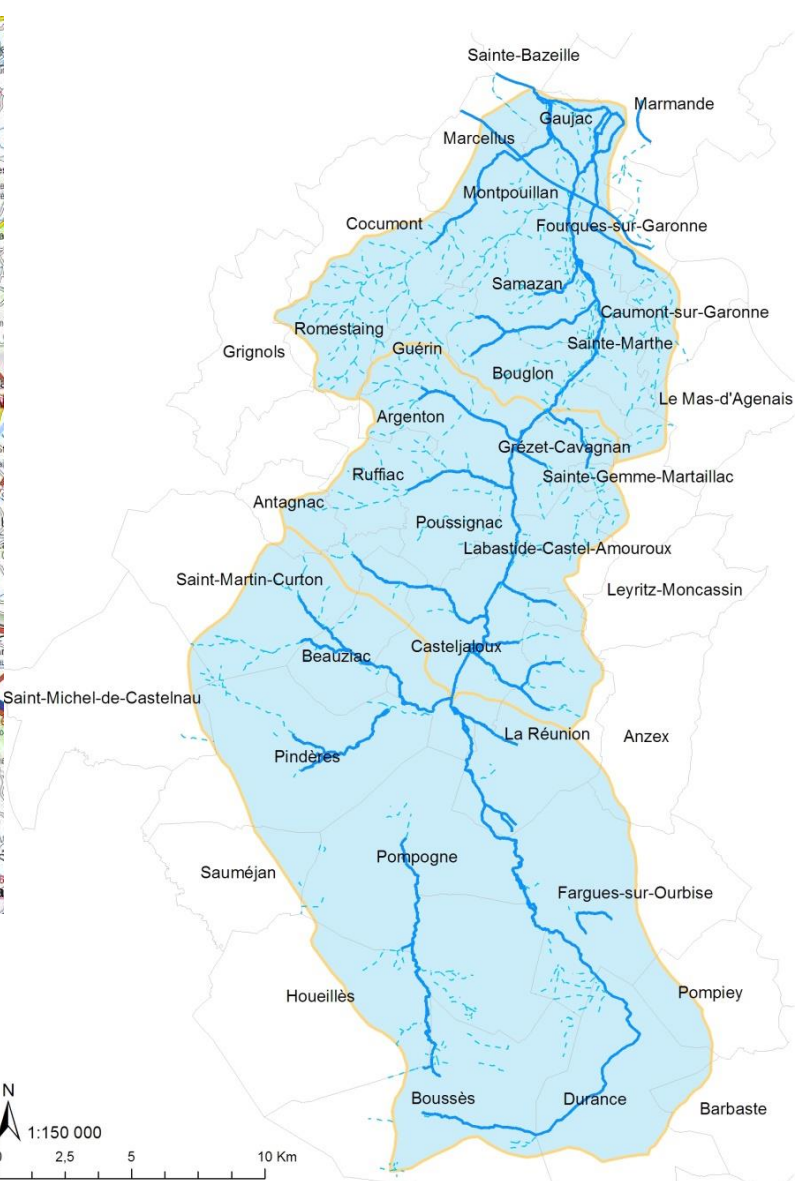 Sainte-Bazeille
Marmande
Gaujac
Marcellus
Montpouillan
Cocumont
Fourques-sur-Garonne
Samazan
Caumont-sur-Garonne
Romestaing
Sainte-Marthe
Guérin
Grignols
Bouglon
Le Mas-d'Agenais
Argenton
Grézet-Cavagnan
Ruffiac
Sainte-Gemme-Martaillac
Antagnac
Poussignac
Labastide-Castel-Amouroux
Saint-Martin-Curton
Leyritz-Moncassin
Casteljaloux
Beauziac
Saint-Michel-de-Castelnau
La Réunion
Anzex
Pindères
Pompogne
Sauméjan
Fargues-sur-Ourbise
Pompiey
Houeillès
N
Boussès
Durance
Barbaste
1:150 000
0 2,5 5 10 Km